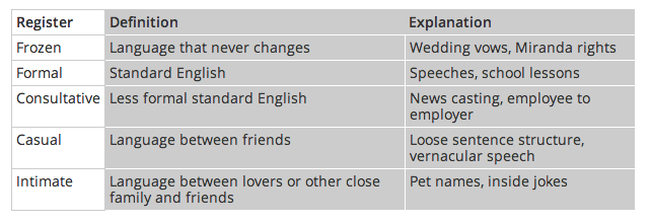 Register Definition Explanation
Frozen Language that never changes Wedding vows, Miranda rights
Formal Standard English Speeches, school lessons
Consultative Less formal standard English News casting, employee to
employer
Casual Language between friends Loose sentence structure,
vernacular speech
Intimate Language between lovers or other close Pet names, inside jokes
family and friends